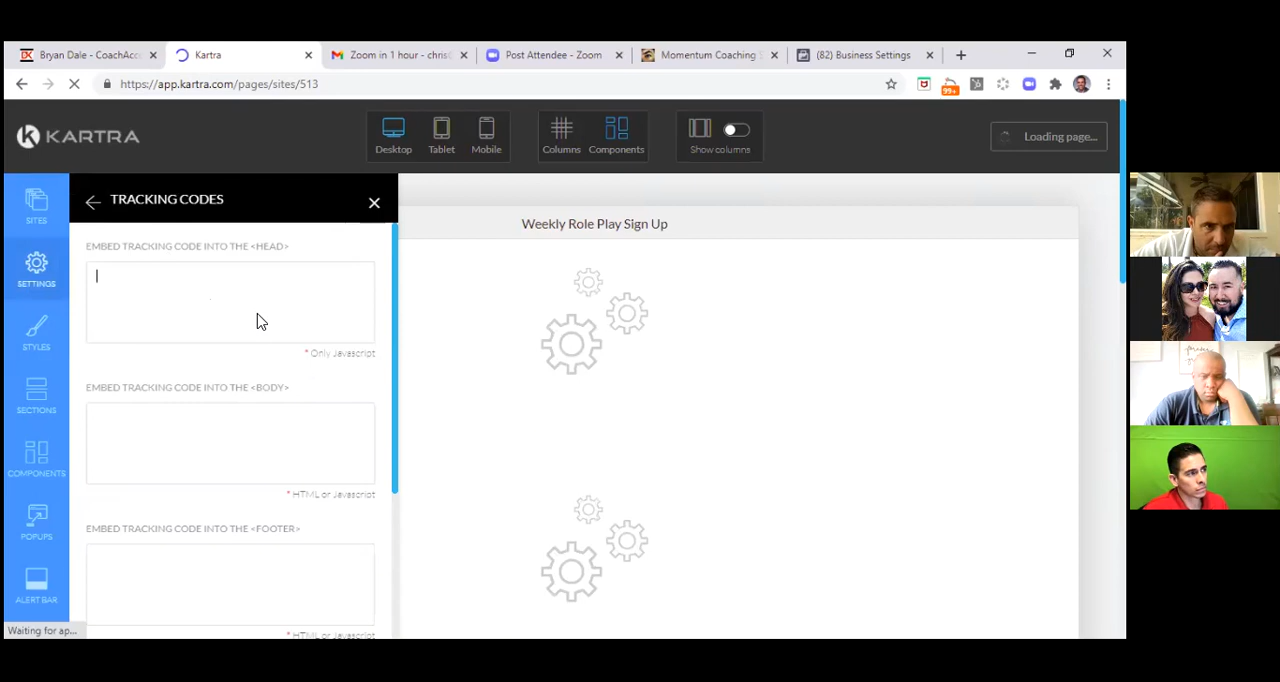 Bryan Dale - CoachAcc
Kartra
Zoom in 1 hour - chris
Post Attendee - Zoom
Momentum Coaching
(82) Business Settings
https://app.kartra.com/pages/sites/513
99+
KARTRA
Desktop
Tablet
Mobile
Columns
Components
Show columns
Loading page...
SITES
SETTINGS
STYLES
SECTIONS
COMPONENTS
POPUPS
ALERT BAR
TRACKING CODES
EMBED TRACKING CODE INTO THE <HEAD>
* Only Javascript
EMBED TRACKING CODE INTO THE <BODY>
* HTML or Javascript
EMBED TRACKING CODE INTO THE <FOOTER>
* HTML or Javascript
Weekly Role Play Sign Up
Waiting for ap...